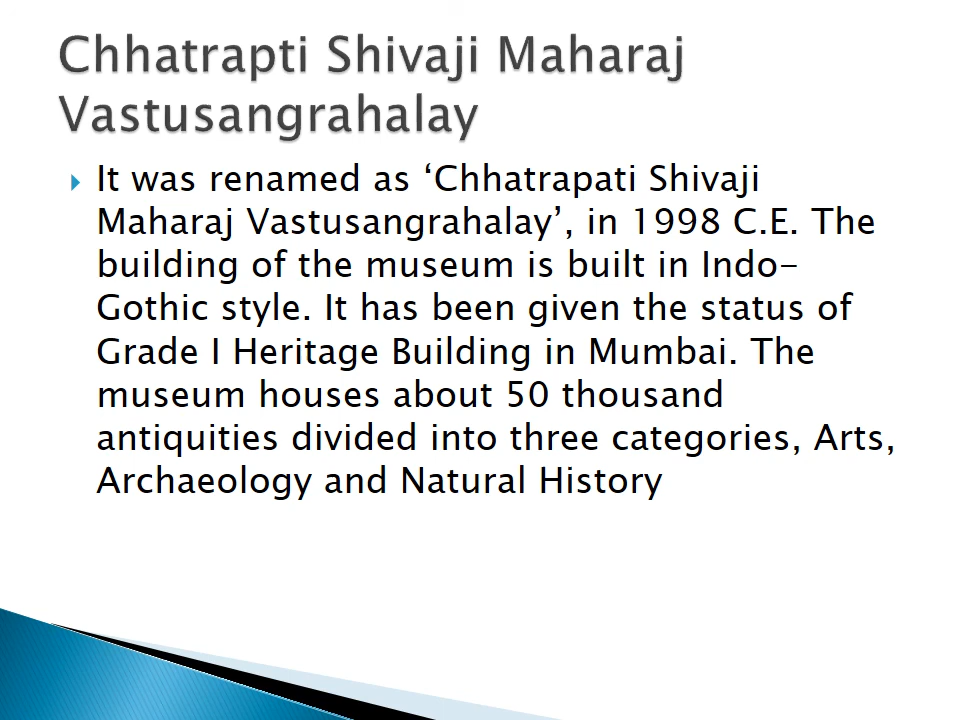 Chhatrapti Shivaji Maharaj
Vastusangrahalay
It was renamed as ‘Chhatrapati Shivaji
Maharaj Vastusangrahalay’, in 1998 C.E. The
building of the museum is built in Indo-
Gothic style. It has been given the status of
Grade I Heritage Building in Mumbai. The
museum houses about 50 thousand
antiquities divided into three categories, Arts,
Archaeology and Natural History